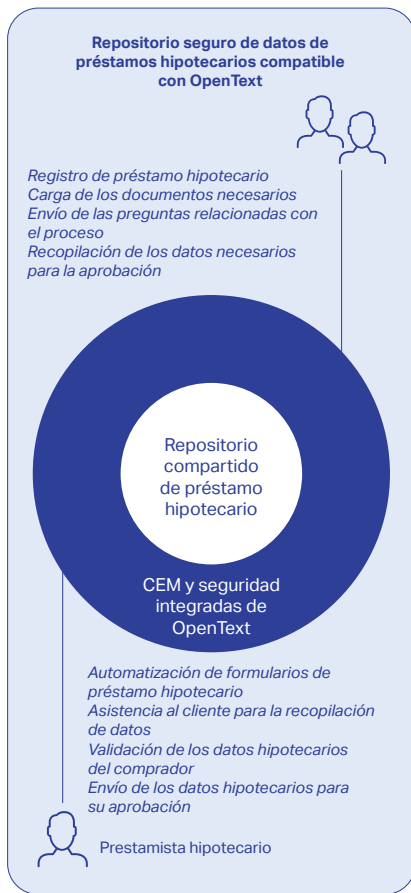 Repositorio seguro de datos de
préstamos hipotecarios compatible
con OpenText
Registro de préstamo hipotecario
Carga de los documentos necesarios
Envío de las preguntas relacionadas con
el proceso
Recopilación de los datos necesarios
para la aprobación
Repositorio
compartido
de préstamo
hipotecario
CEM y seguridad
integradas de
OpenText
Automatización de formularios de
préstamo hipotecario
Asistencia al cliente para la recopilación
de datos
Validación de los datos hipotecarios
del comprador
Envío de los datos hipotecarios para
su aprobación
Prestamista hipotecario